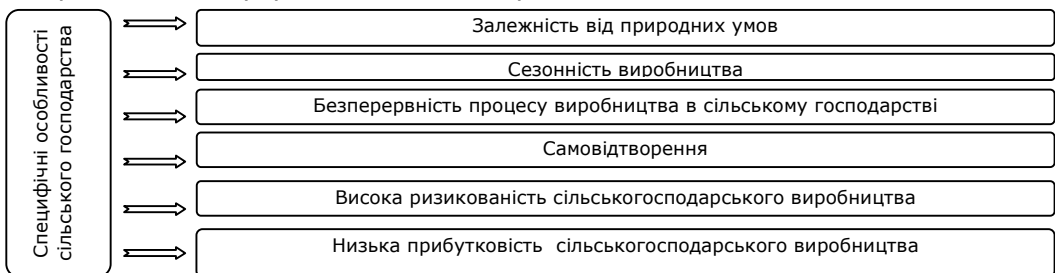 Специфічні особливості
сільського господарства
Залежність від природних умов
Сезонність виробництва
Безперервність процесу виробництва в сільському господарстві
Самовідтворення
Висока ризикованість сільськогосподарського виробництва
Низька прибутковість сільськогосподарського виробництва